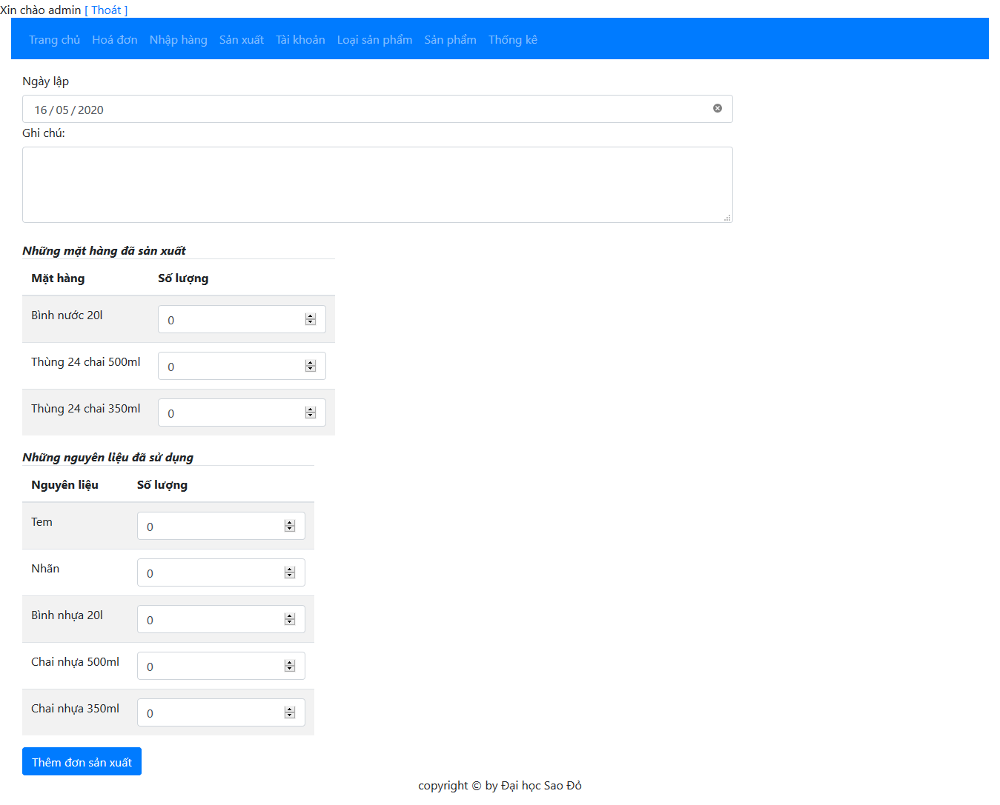 Xin chào admin [ Thoát ]
Trang chủ Hoá đơn Nhập hàng Sản xuất Tài khoản Loại sản phẩm Sản phẩm Thống kê
Ngày lập
16 / 05 / 2020
Ghi chú:
Những mặt hàng đã sản xuất
Mặt hàng Số lượng
Bình nước 20l 0
Thùng 24 chai 500ml 0
Thùng 24 chai 350ml 0
Những nguyên liệu đã sử dụng
Nguyên liệu Số lượng
Tem 0
Nhãn 0
Bình nhựa 20l 0
Chai nhựa 500ml 0
Chai nhựa 350ml 0
Thêm đơn sản xuất
copyright © by Đại học Sao Đỏ